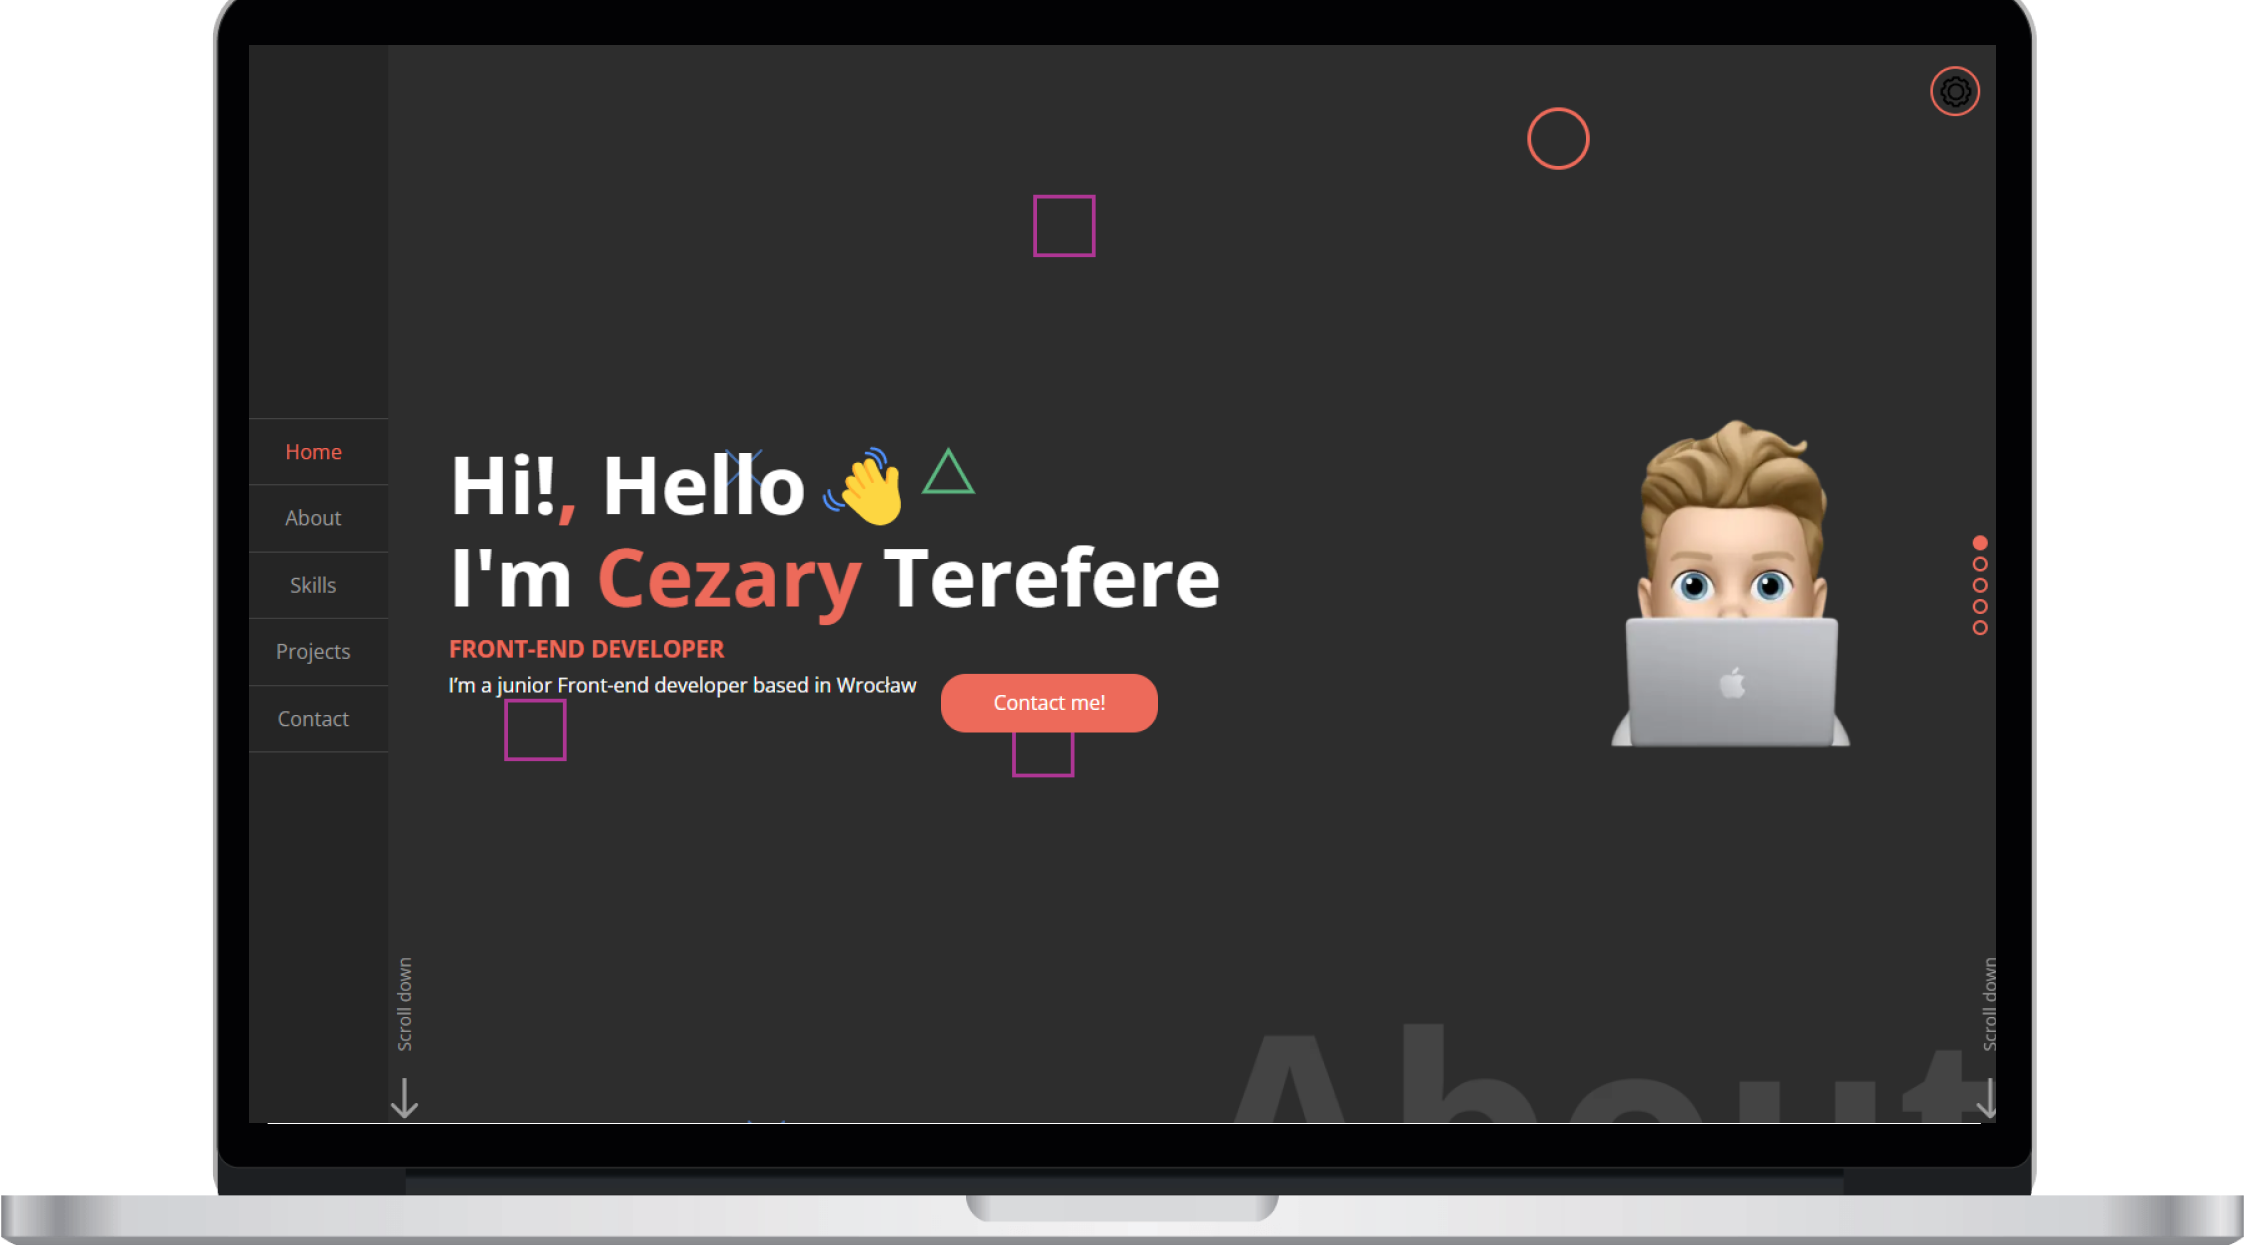 Home
About
Skills
Projects
Contact
Hi!, Hello
I'm Cezary Terefere
FRONT-END DEVELOPER
I'm a junior Front-end developer based in Wrocław
Contact me!
Scroll down
Scroll down
About